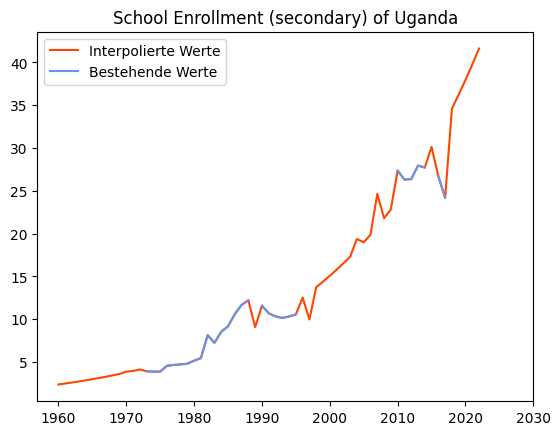 School Enrollment (secondary) of Uganda
Interpolierte Werte
Bestehende Werte
40
35
30
25
20
15
10
5
1960 1970 1980 1990 2000 2010 2020 2030